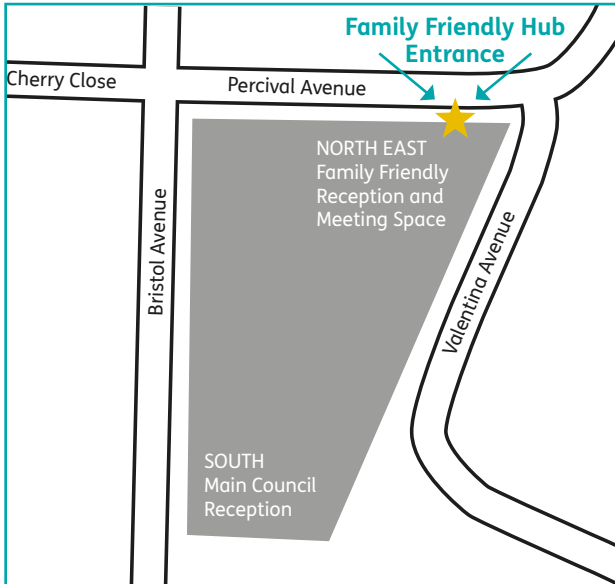 Family Friendly Hub
Entrance
Cherry Close
Percival Avenue
NORTH EAST
Family Friendly
Reception and
Meeting Space
Bristol Avenue
Valentina Avenue
SOUTH
Main Council
Reception